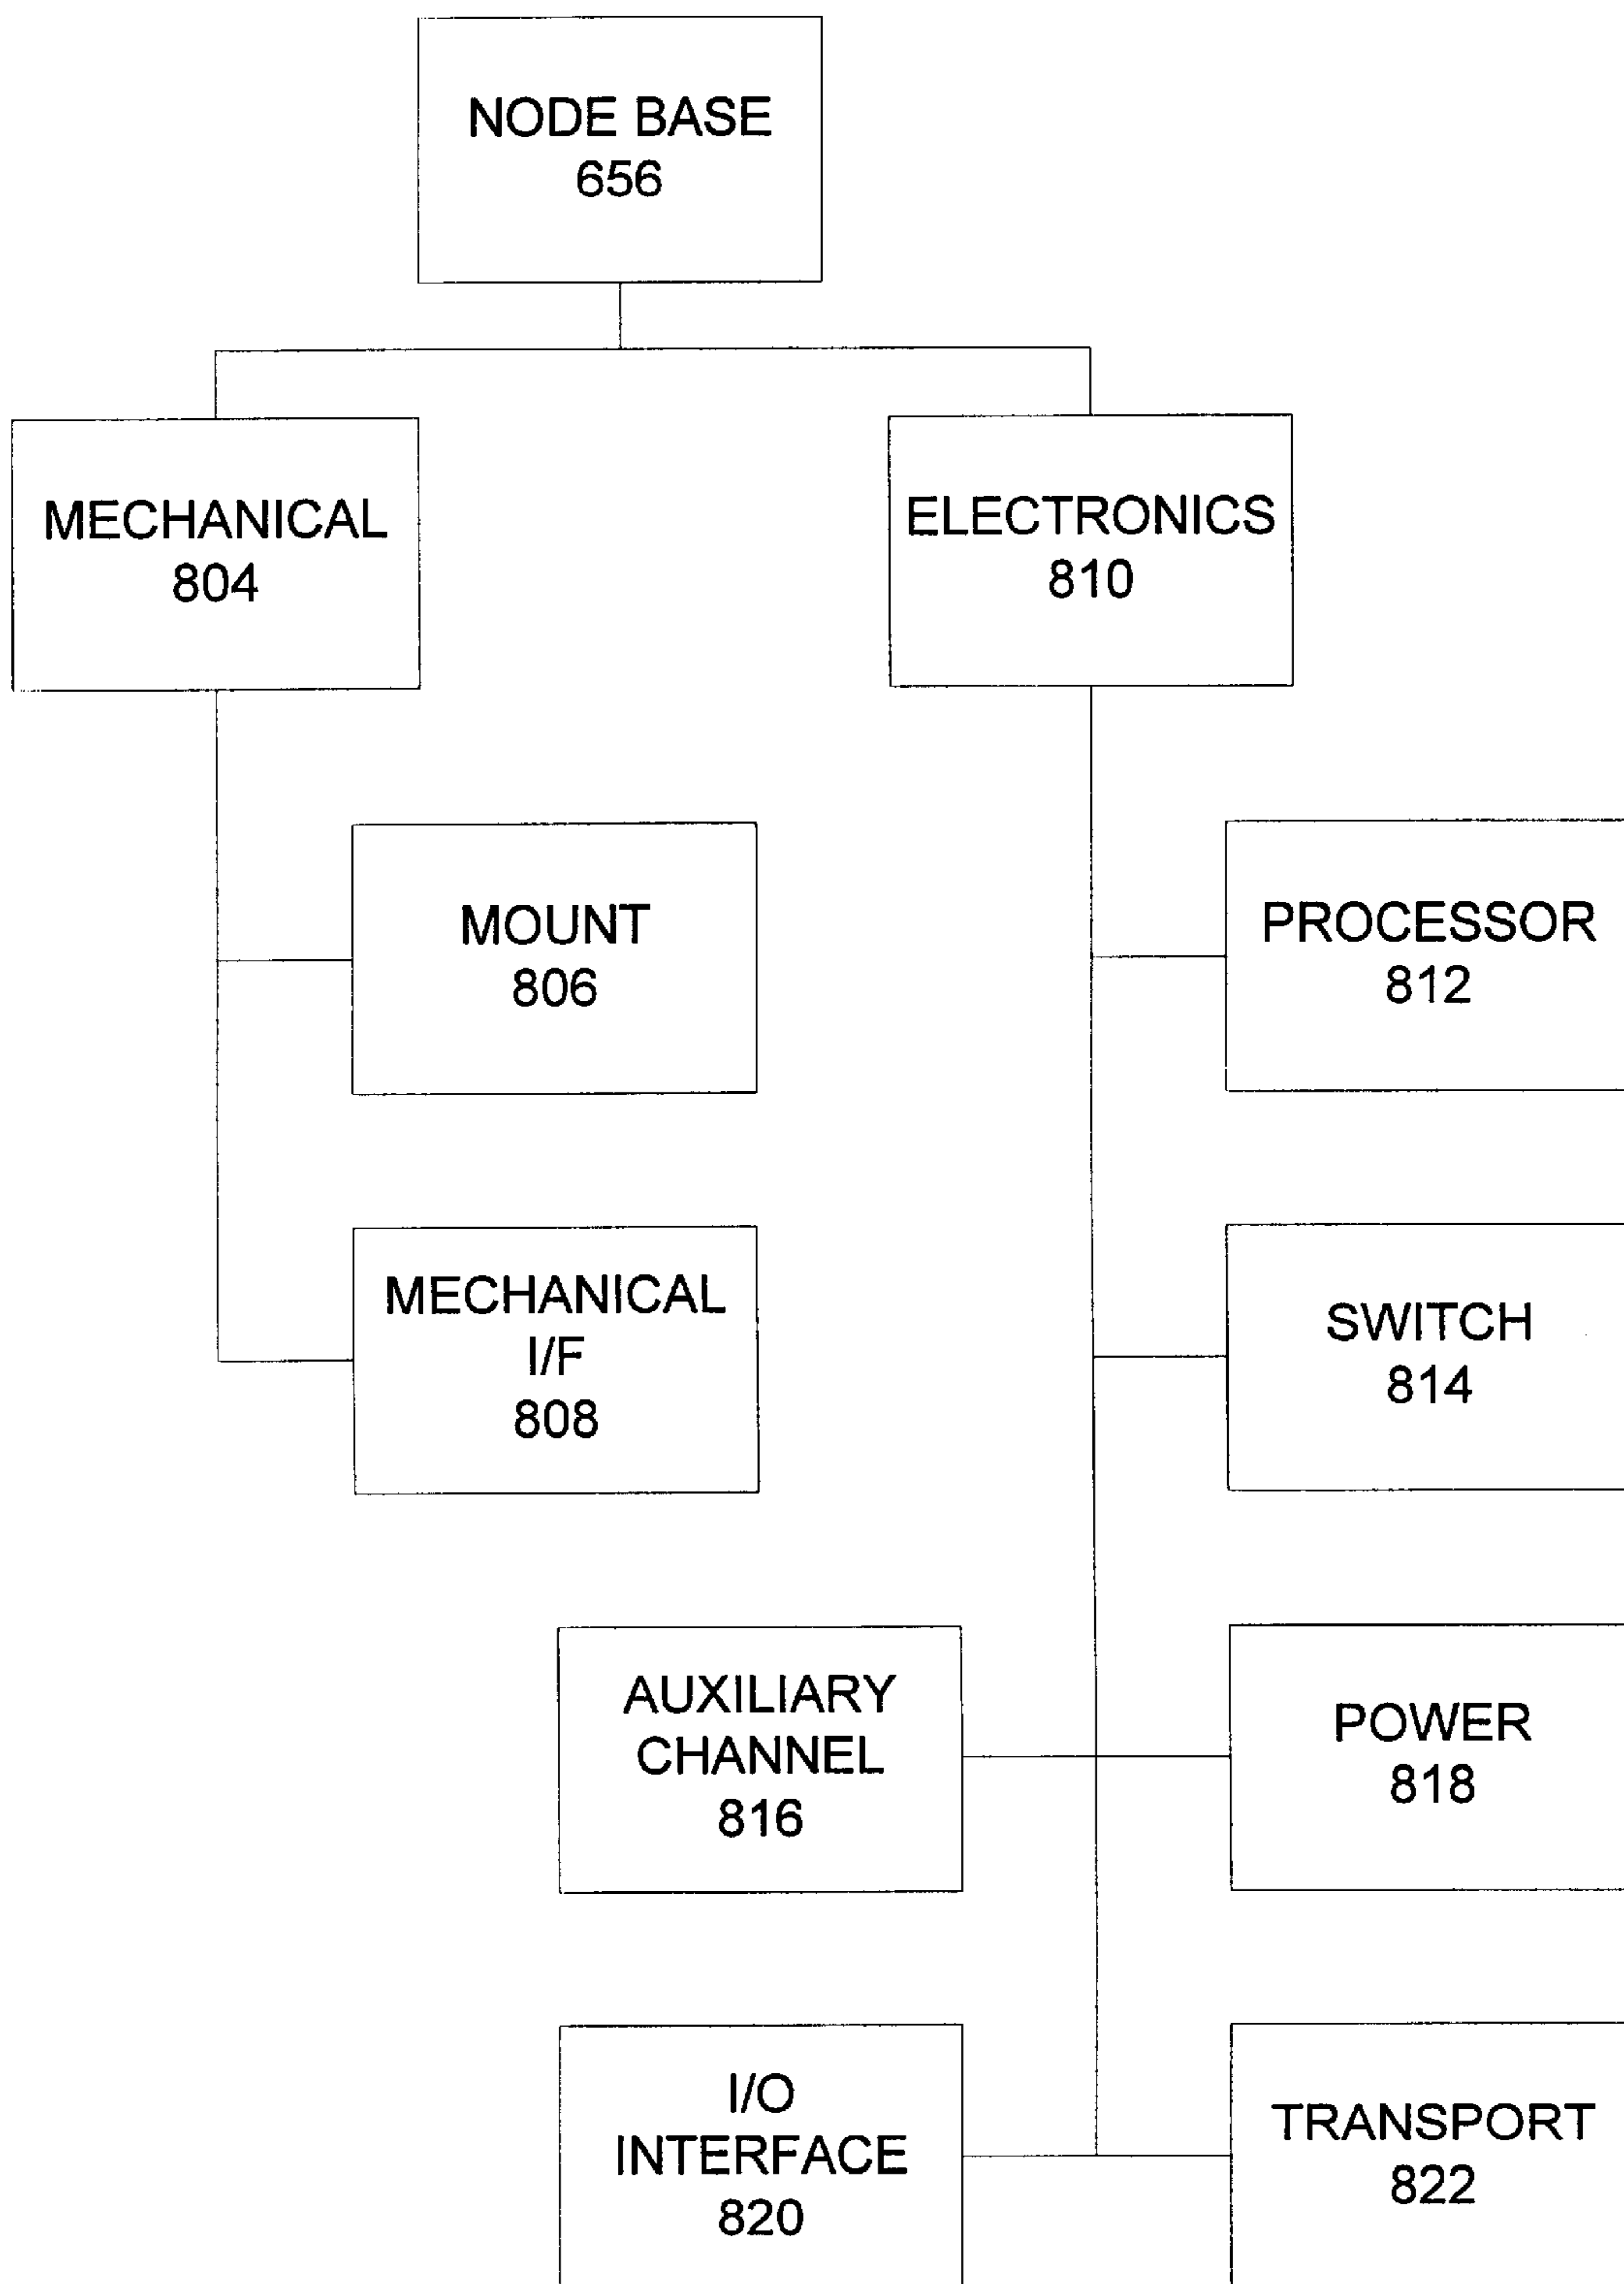 NODE BASE
656
MECHANICAL
804
ELECTRONICS
810
MOUNT
806
PROCESSOR
812
MECHANICAL
I/F
808
SWITCH
814
AUXILIARY
CHANNEL
816
POWER
818
I/O
INTERFACE
820
TRANSPORT
822